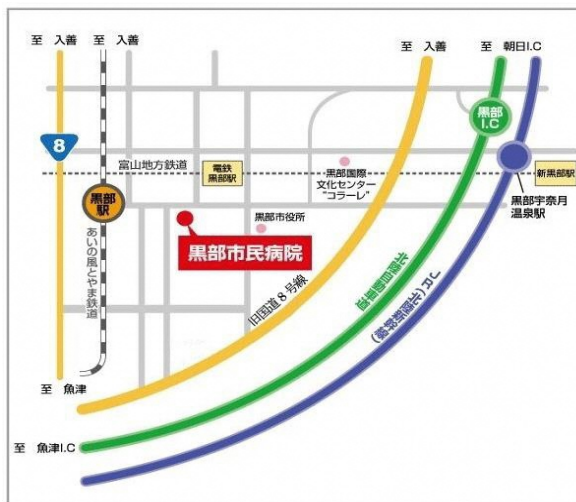 至 入善
至 入善
至 入善
至 朝日I.C
8
黒部
I.C
富山地方鉄道
電鉄
黒部駅
黒部国際
文化センター
“コラーレ”
新黒部駅
黒部宇奈月
温泉駅
黒部
駅
黒部市役所
黒部市民病院
あいの風とやま鉄道
旧国道8号線
北陸自動車道
JR(北陸新幹線)
至 魚津
至 魚津I.C